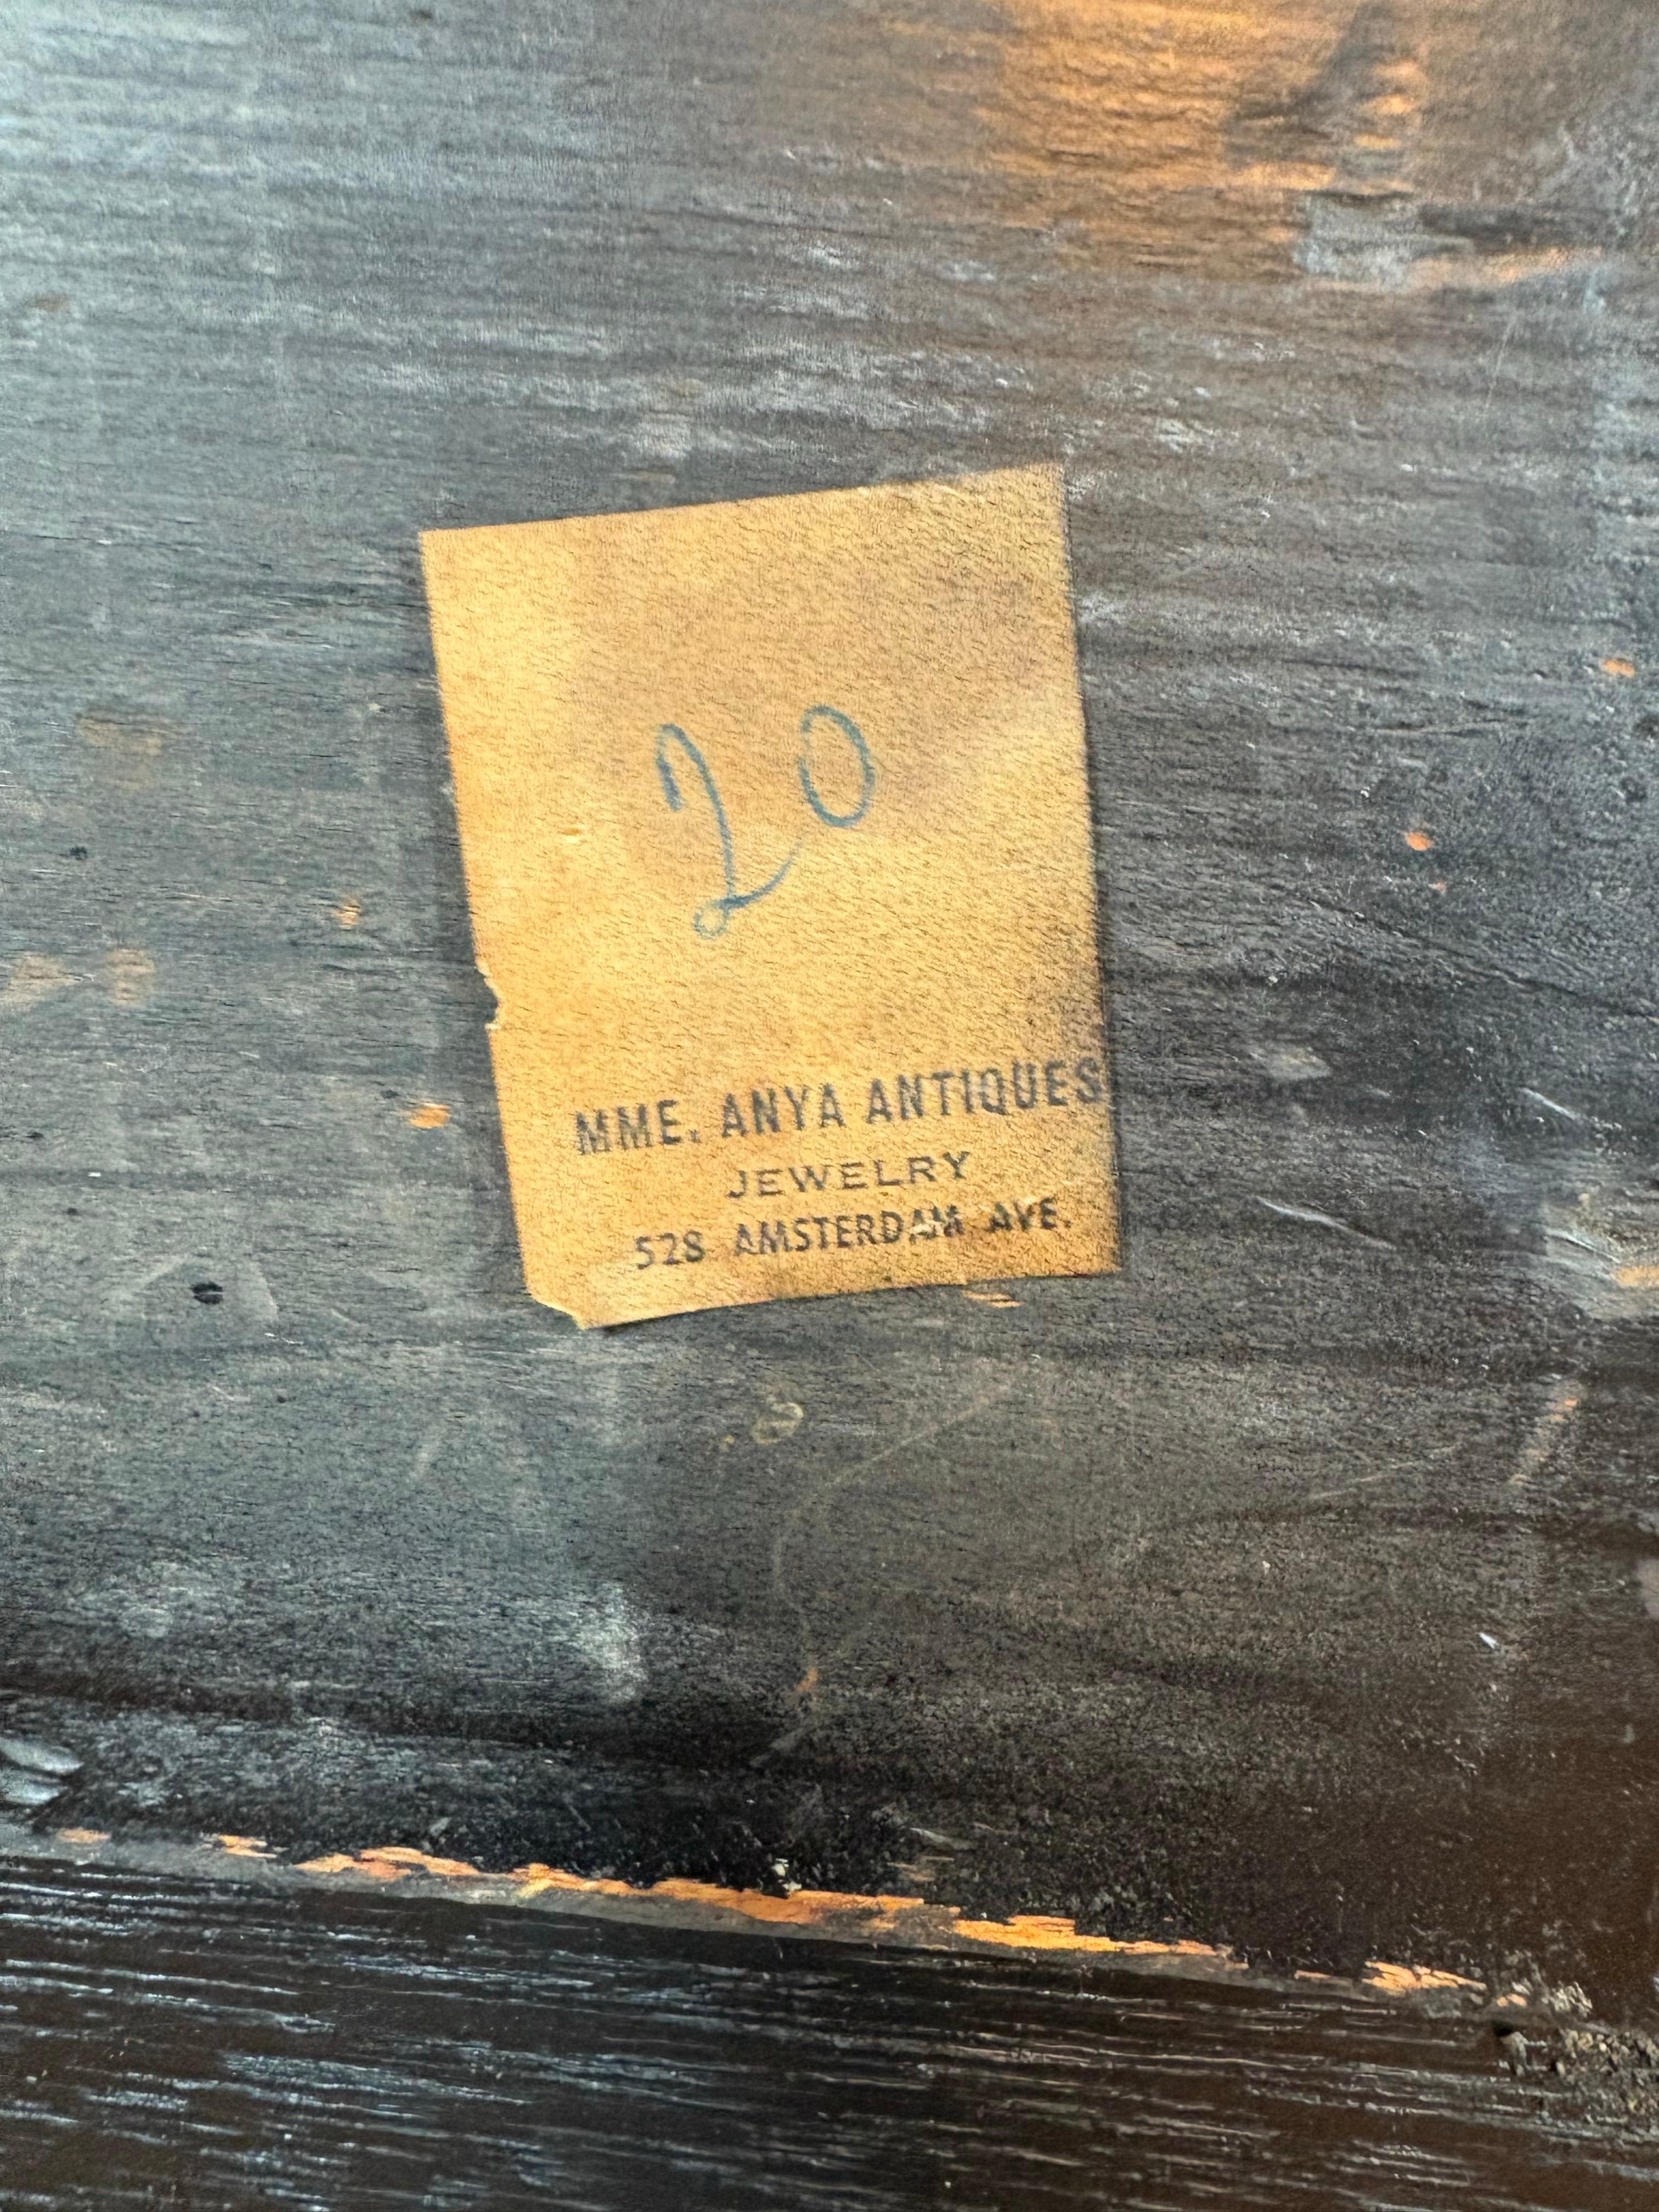 20
MME. ANYA ANTIQUES
JEWELRY
528 AMSTERDAM AVE.